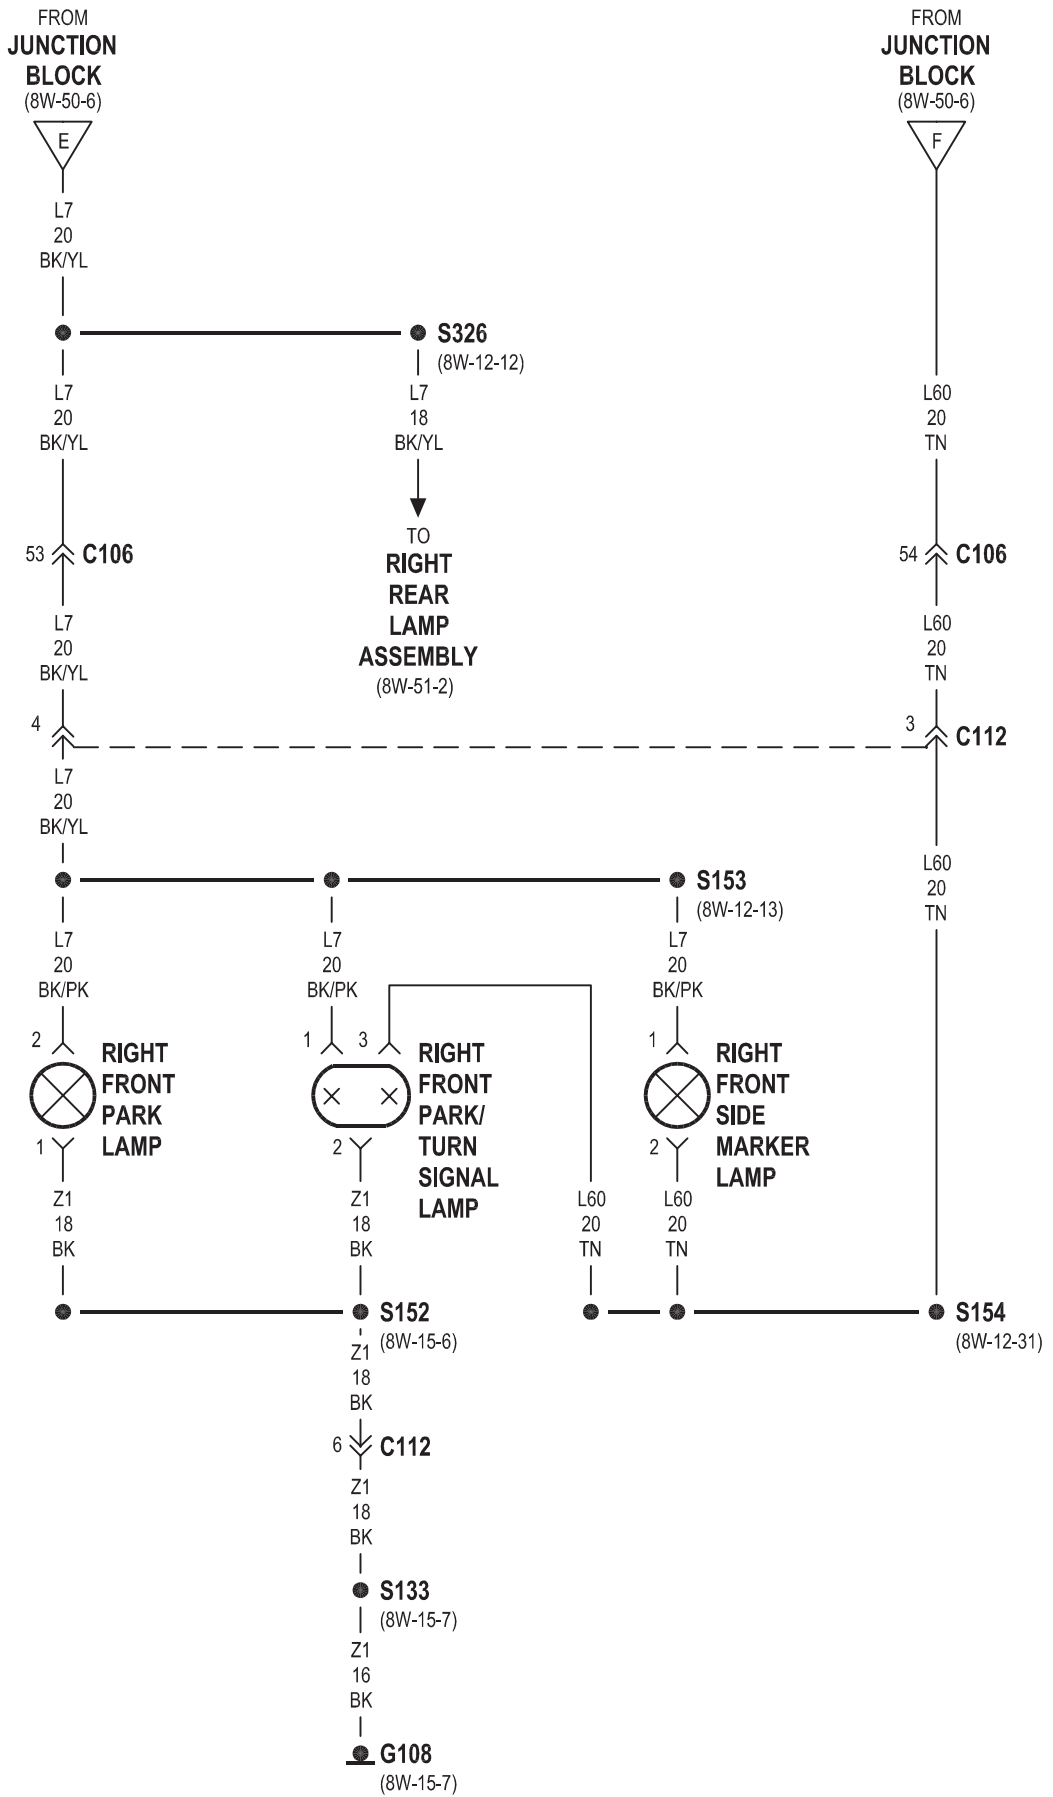 FROM
JUNCTION
BLOCK
(8W-50-6)
E
FROM
JUNCTION
BLOCK
(8W-50-6)
F
L7
20
BK/YL
S326
(8W-12-12)
L7
20
BK/YL
L7
18
BK/YL
L60
20
TN
TO
RIGHT
REAR
LAMP
ASSEMBLY
(8W-51-2)
53
C106
54
C106
L7
20
BK/YL
L60
20
TN
4
3
C112
L7
20
BK/YL
L60
20
TN
S153
(8W-12-13)
L7
20
BK/PK
L7
20
BK/PK
L7
20
BK/PK
2
RIGHT
FRONT
PARK
LAMP
1
1
3
RIGHT
FRONT
PARK/
TURN
SIGNAL
LAMP
2
1
RIGHT
FRONT
SIDE
MARKER
LAMP
2
Z1
18
BK
Z1
18
BK
L60
20
TN
L60
20
TN
S152
(8W-15-6)
S154
(8W-12-31)
Z1
18
BK
6
C112
Z1
18
BK
S133
(8W-15-7)
Z1
16
BK
G108
(8W-15-7)